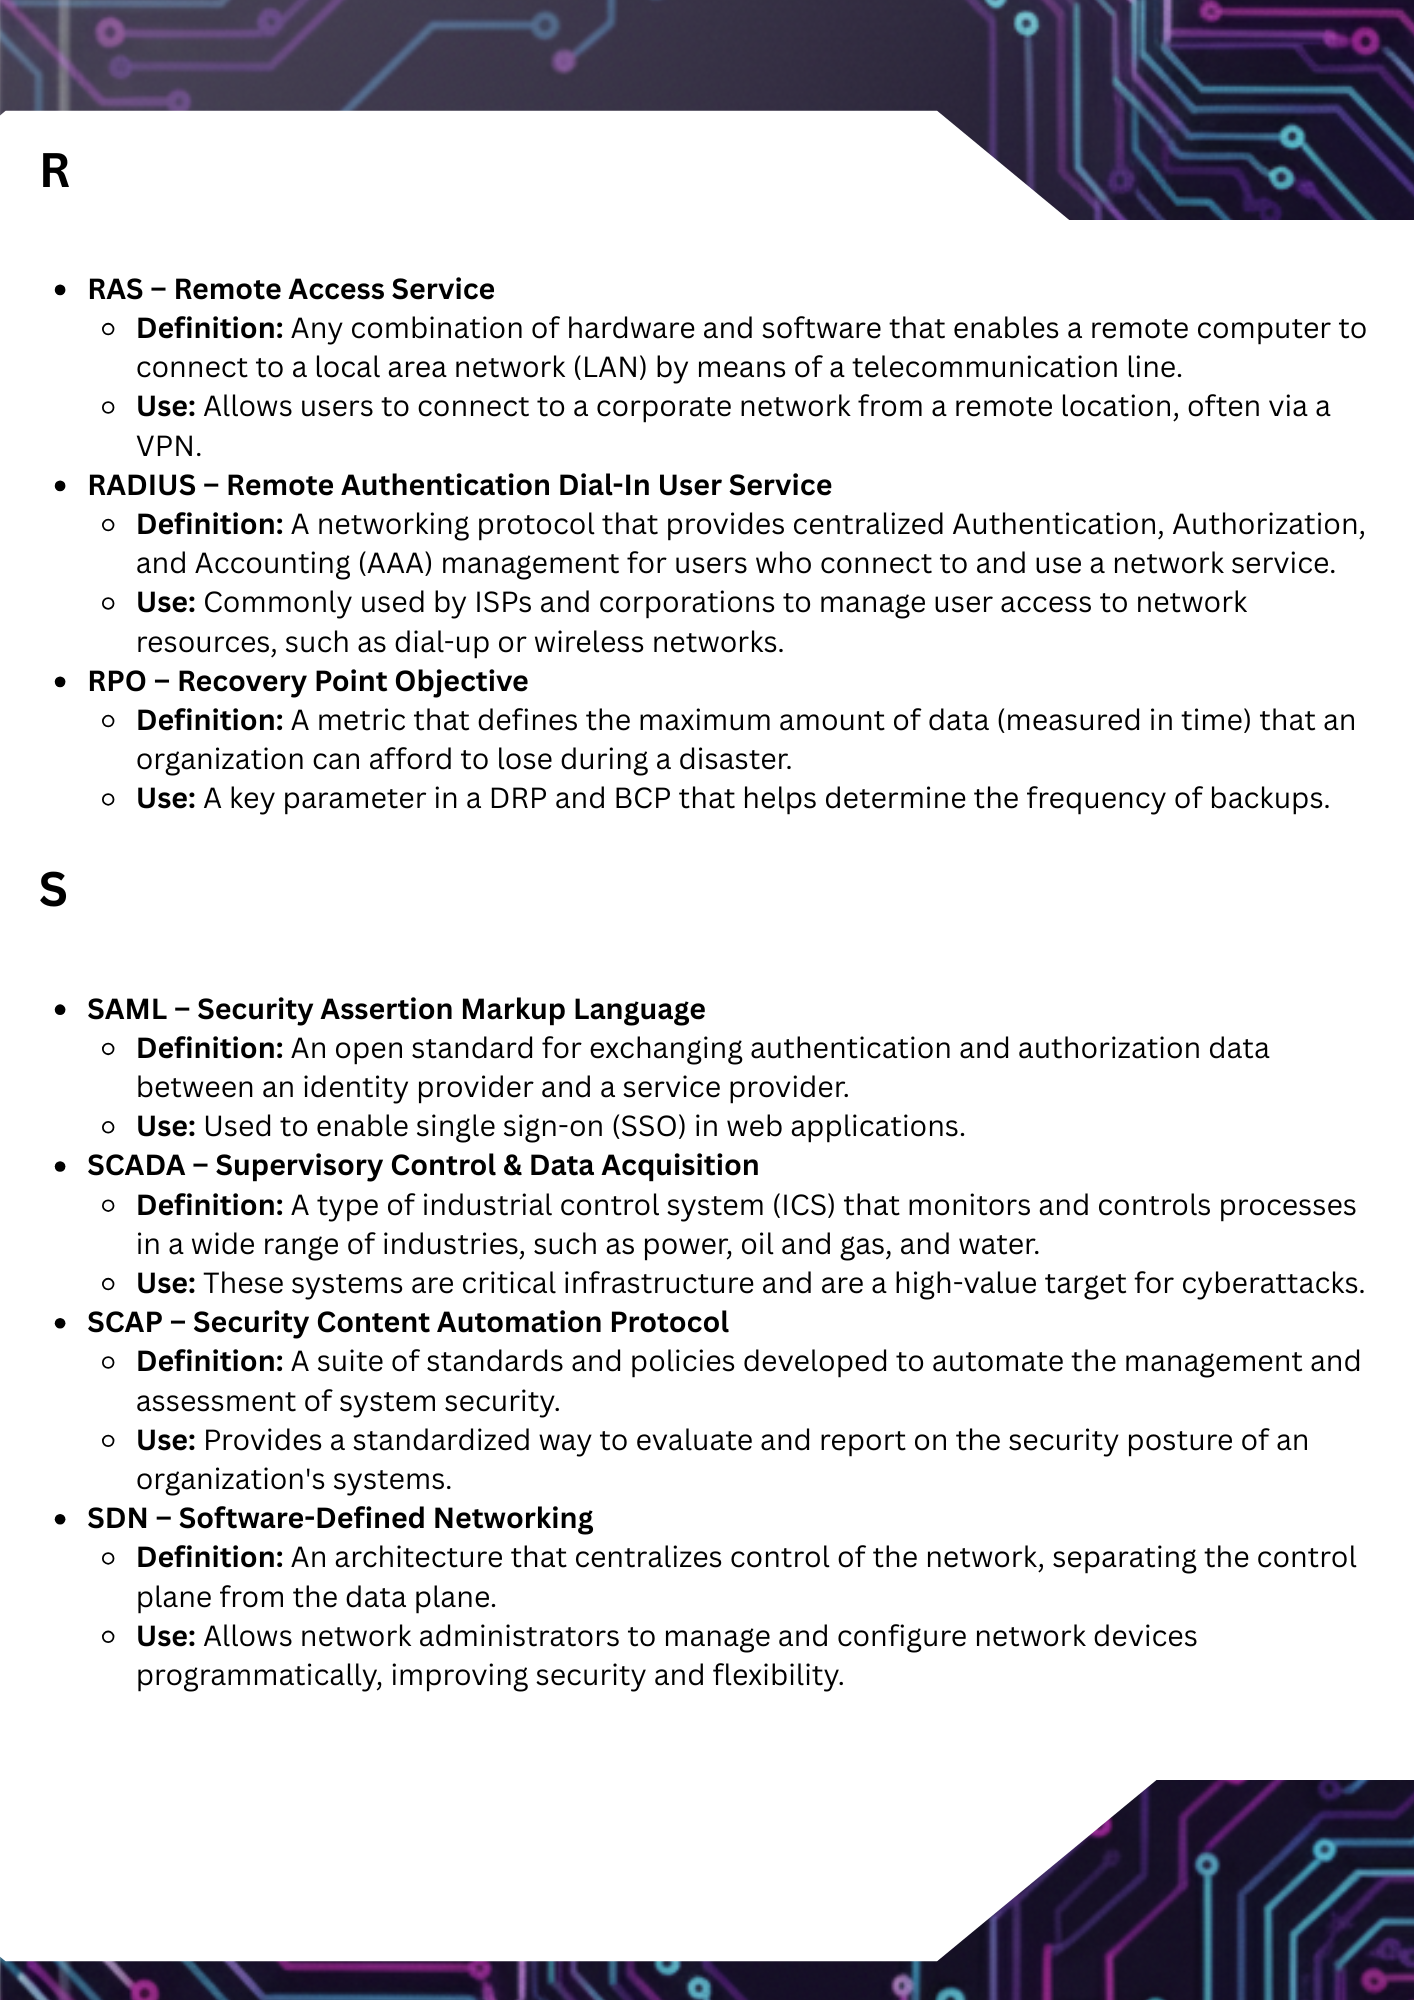 R
• RAS – Remote Access Service
○ Definition: Any combination of hardware and software that enables a remote computer to
connect to a local area network (LAN) by means of a telecommunication line.
○ Use: Allows users to connect to a corporate network from a remote location, often via a
VPN.
• RADIUS – Remote Authentication Dial-In User Service
○ Definition: A networking protocol that provides centralized Authentication, Authorization,
and Accounting (AAA) management for users who connect to and use a network service.
○ Use: Commonly used by ISPs and corporations to manage user access to network
resources, such as dial-up or wireless networks.
• RPO – Recovery Point Objective
○ Definition: A metric that defines the maximum amount of data (measured in time) that an
organization can afford to lose during a disaster.
○ Use: A key parameter in a DRP and BCP that helps determine the frequency of backups.
S
• SAML – Security Assertion Markup Language
○ Definition: An open standard for exchanging authentication and authorization data
between an identity provider and a service provider.
○ Use: Used to enable single sign-on (SSO) in web applications.
• SCADA – Supervisory Control & Data Acquisition
○ Definition: A type of industrial control system (ICS) that monitors and controls processes
in a wide range of industries, such as power, oil and gas, and water.
○ Use: These systems are critical infrastructure and are a high-value target for cyberattacks.
• SCAP – Security Content Automation Protocol
○ Definition: A suite of standards and policies developed to automate the management and
assessment of system security.
○ Use: Provides a standardized way to evaluate and report on the security posture of an
organization's systems.
• SDN – Software-Defined Networking
○ Definition: An architecture that centralizes control of the network, separating the control
plane from the data plane.
○ Use: Allows network administrators to manage and configure network devices
programmatically, improving security and flexibility.